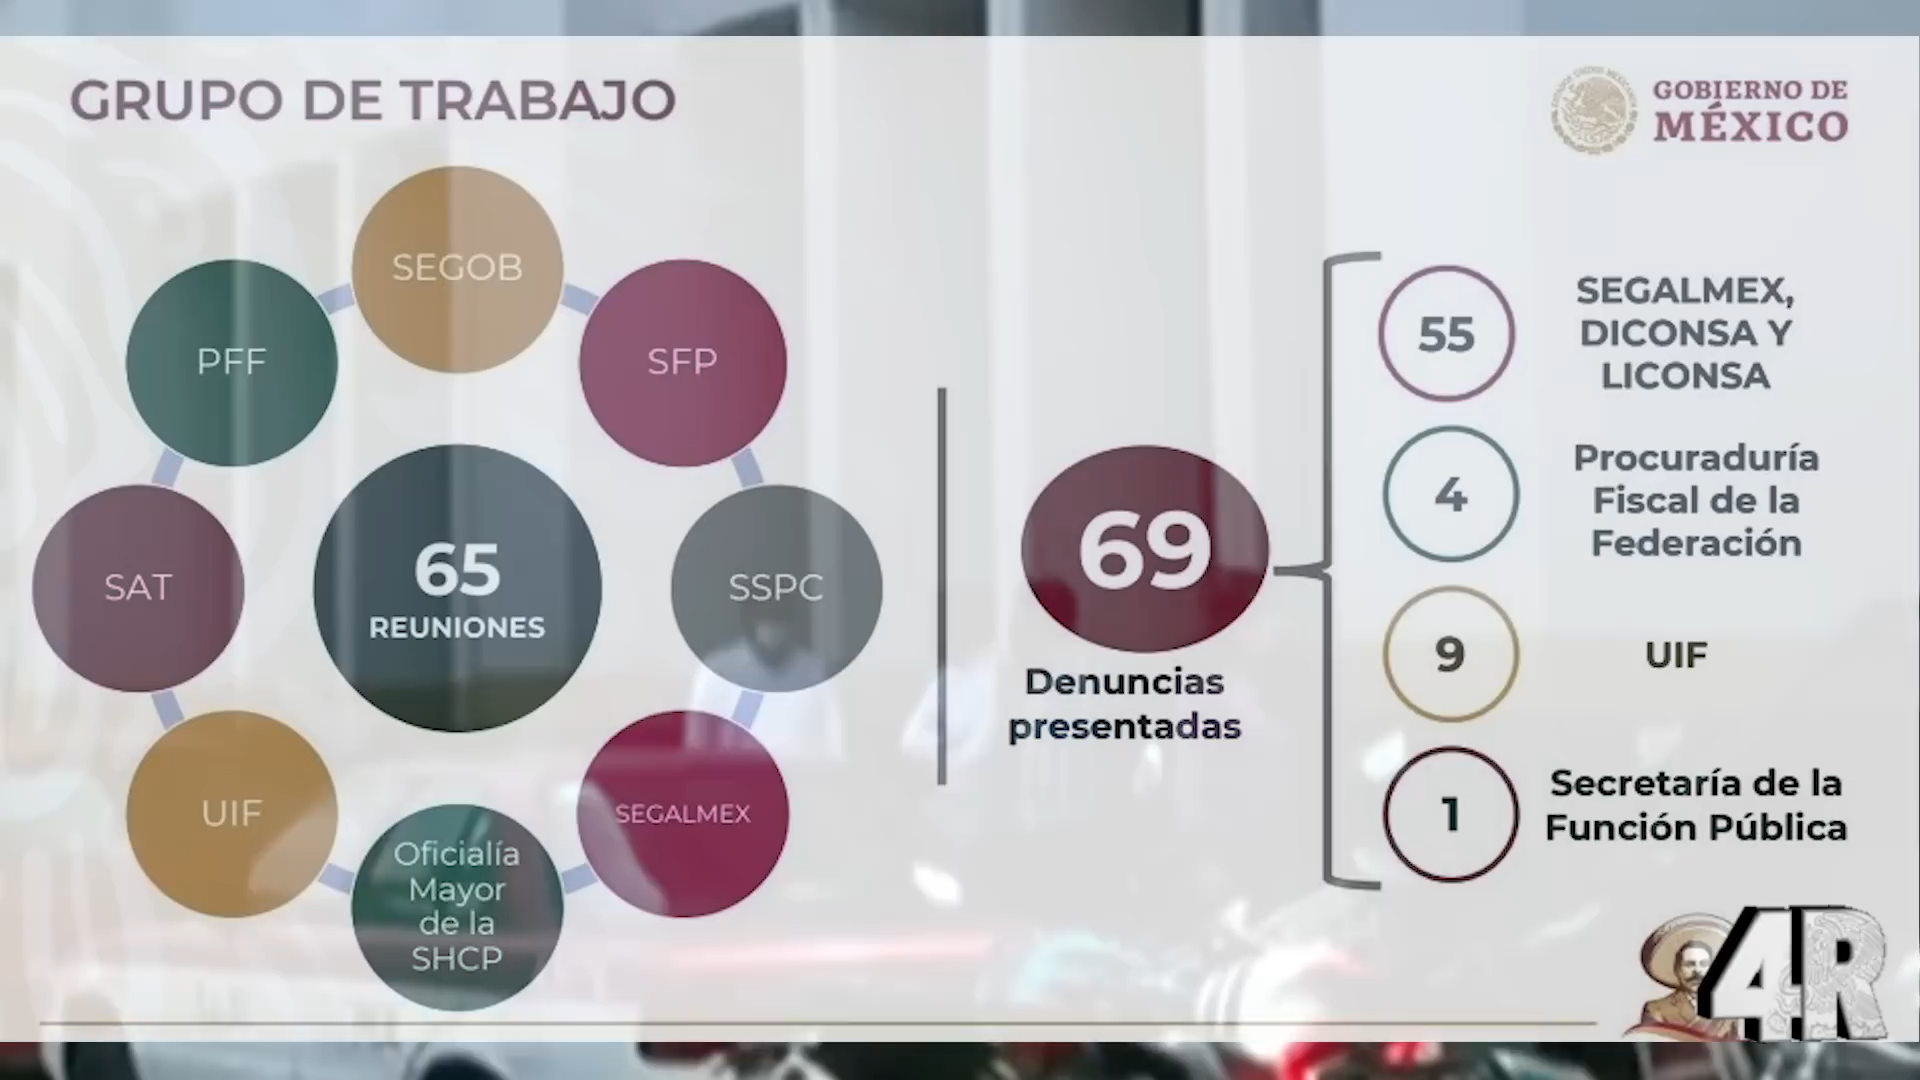 GRUPO DE TRABAJO
GOBIERNO DE
MÉXICO
SEGOB
PFF
SFP
SAT
65
REUNIONES
SSPC
UIF
SEGALMEX
Oficialía
Mayor
de la
SHCP
69
Denuncias
presentadas
55
SEGALMEX,
DICONSA Y
LICONSA
4
Procuraduría
Fiscal de la
Federación
9
UIF
1
Secretaría de la
Función Pública
4R